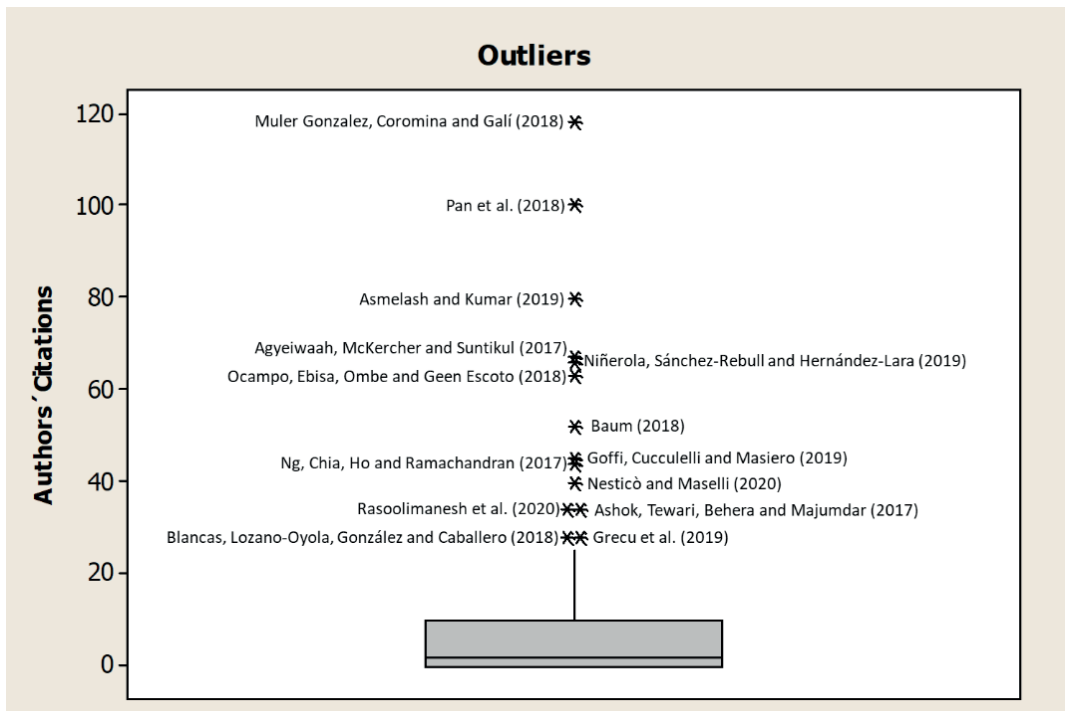 Outliers
Authors´Citations
120
Muler Gonzalez, Coromina and Galí (2018)
100
Pan et al. (2018)
80
Asmelash and Kumar (2019)
Agyeiwaah, McKercher and Suntikul (2017)
Niñerola, Sánchez-Rebull and Hernández-Lara (2019)
Ocampo, Ebisa, Ombe and Geen Escoto (2018)
60
Baum (2018)
Goffi, Cucculelli and Masiero (2019)
Ng, Chia, Ho and Ramachandran (2017)
40
Nesticò and Maselli (2020)
Rasoolimanesh et al. (2020)
Ashok, Tewari, Behera and Majumdar (2017)
Blancas, Lozano-Oyola, González and Caballero (2018)
Grecu et al. (2019)
20
0